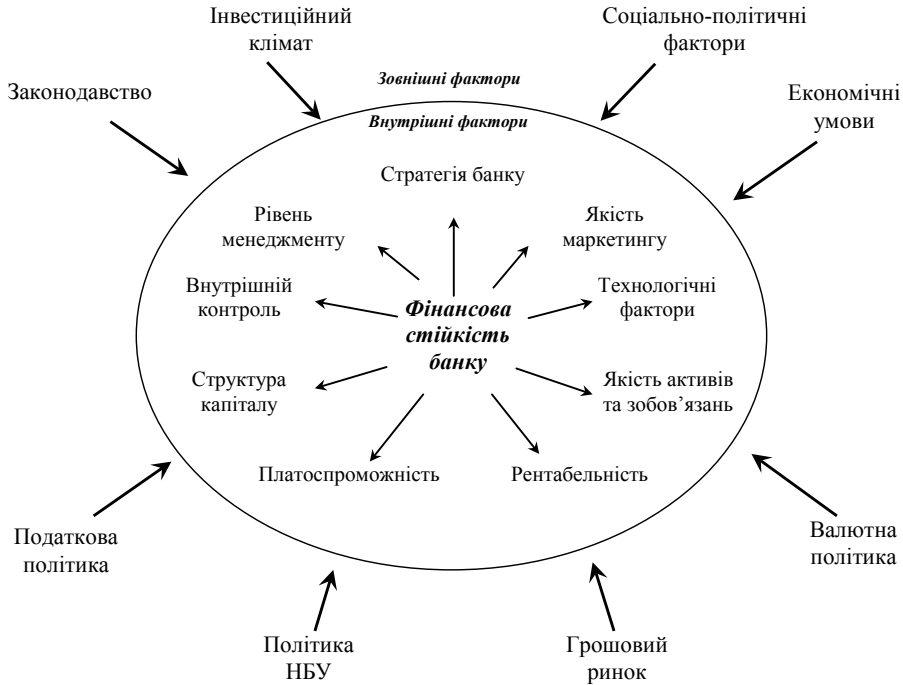 Інвестиційний
клімат
Соціально-політичні
фактори
Зовнішні фактори
Законодавство
Економічні
умови
Внутрішні фактори
Стратегія банку
Рівень
менеджменту
Якість
маркетингу
Внутрішній
контроль
Технологічні
фактори
Фінансова
стійкість
банку
Структура
капіталу
Якість активів
та зобов’язань
Платоспроможність
Рентабельність
Податкова
політика
Валютна
політика
Політика
НБУ
Грошовий
ринок